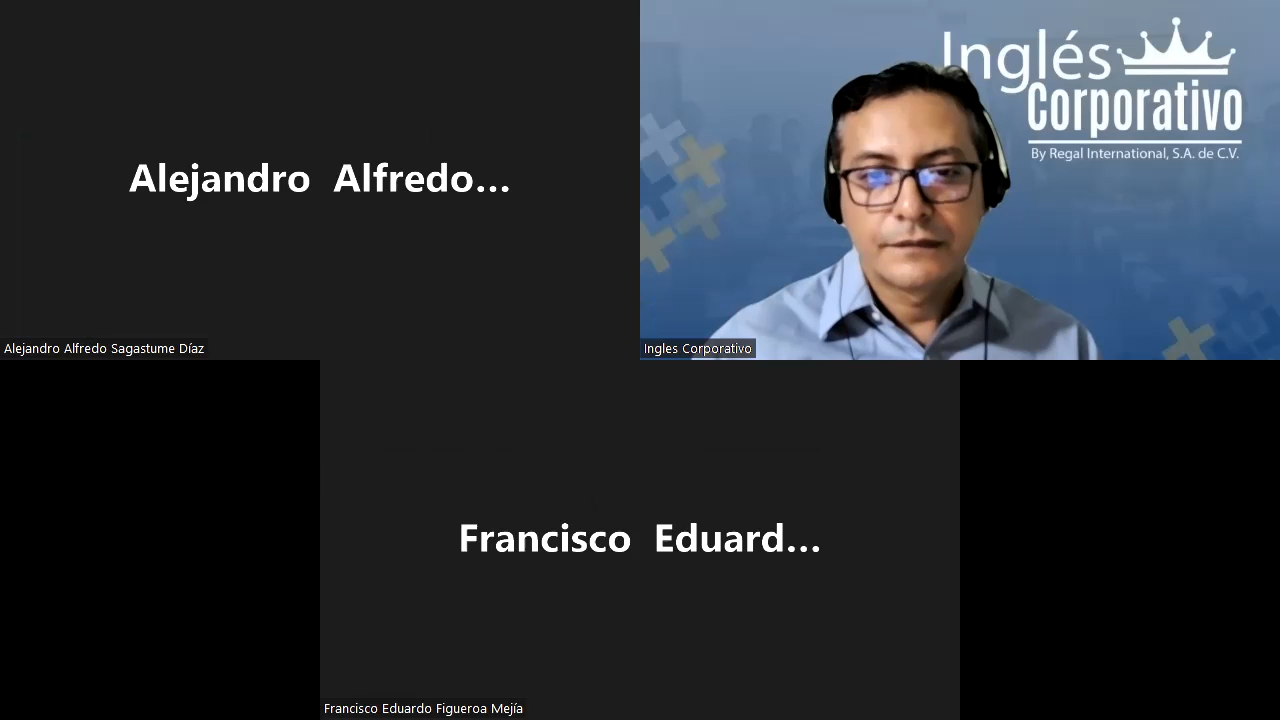 Alejandro Alfredo...
Alejandro Alfredo Sagastume Díaz
Inglés
Corporativo
By Regal International, S.A. de C.V.
Ingles Corporativo
Francisco Eduard...
Francisco Eduardo Figueroa Mejía